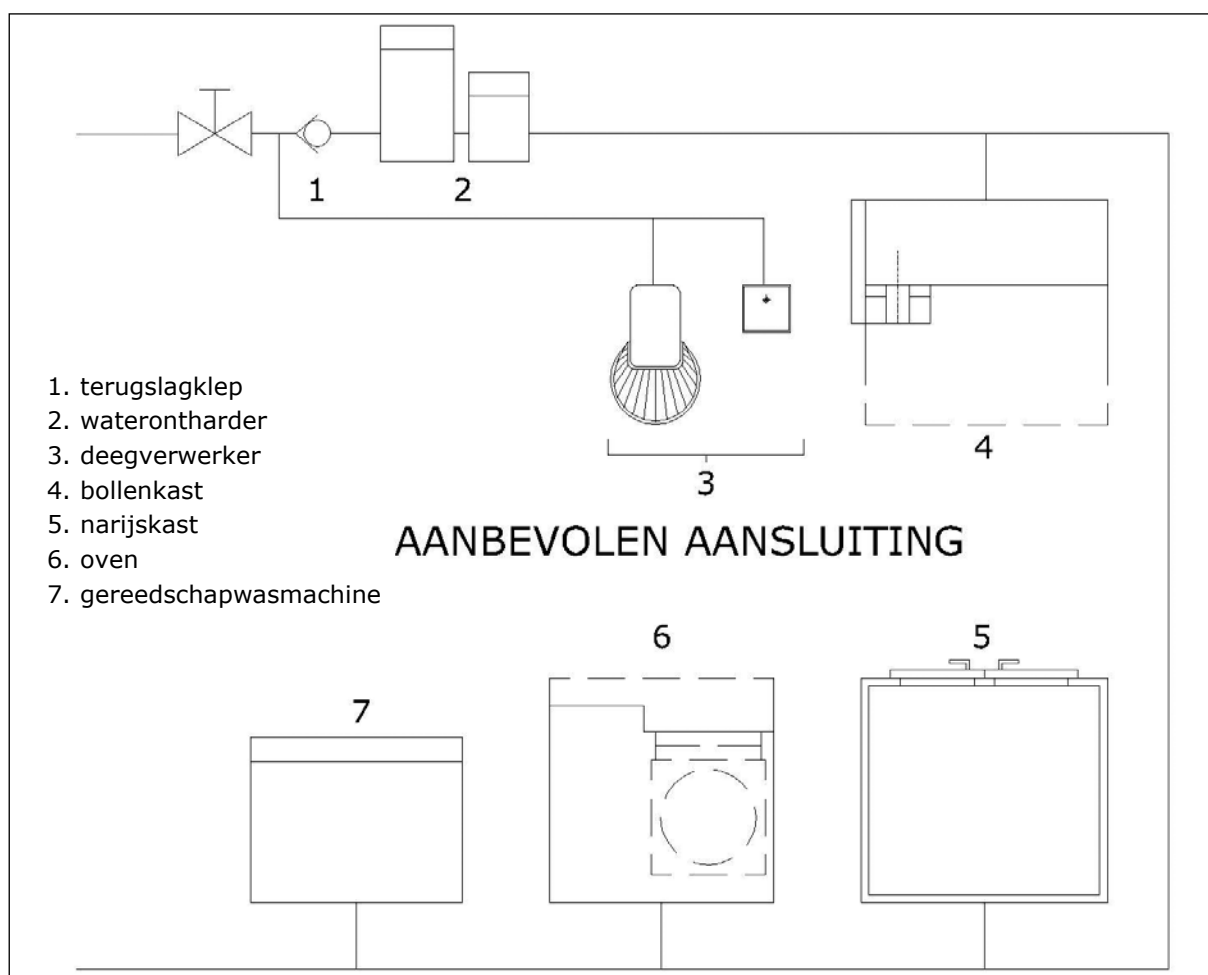 1
2
1. terugslagklep
2. waterontharder
3. deegverwerker
4. bollenkast
5. narijskast
6. oven
7. gereedschapwasmachine
3
4
AANBEVOLEN AANSLUITING
6
5
7